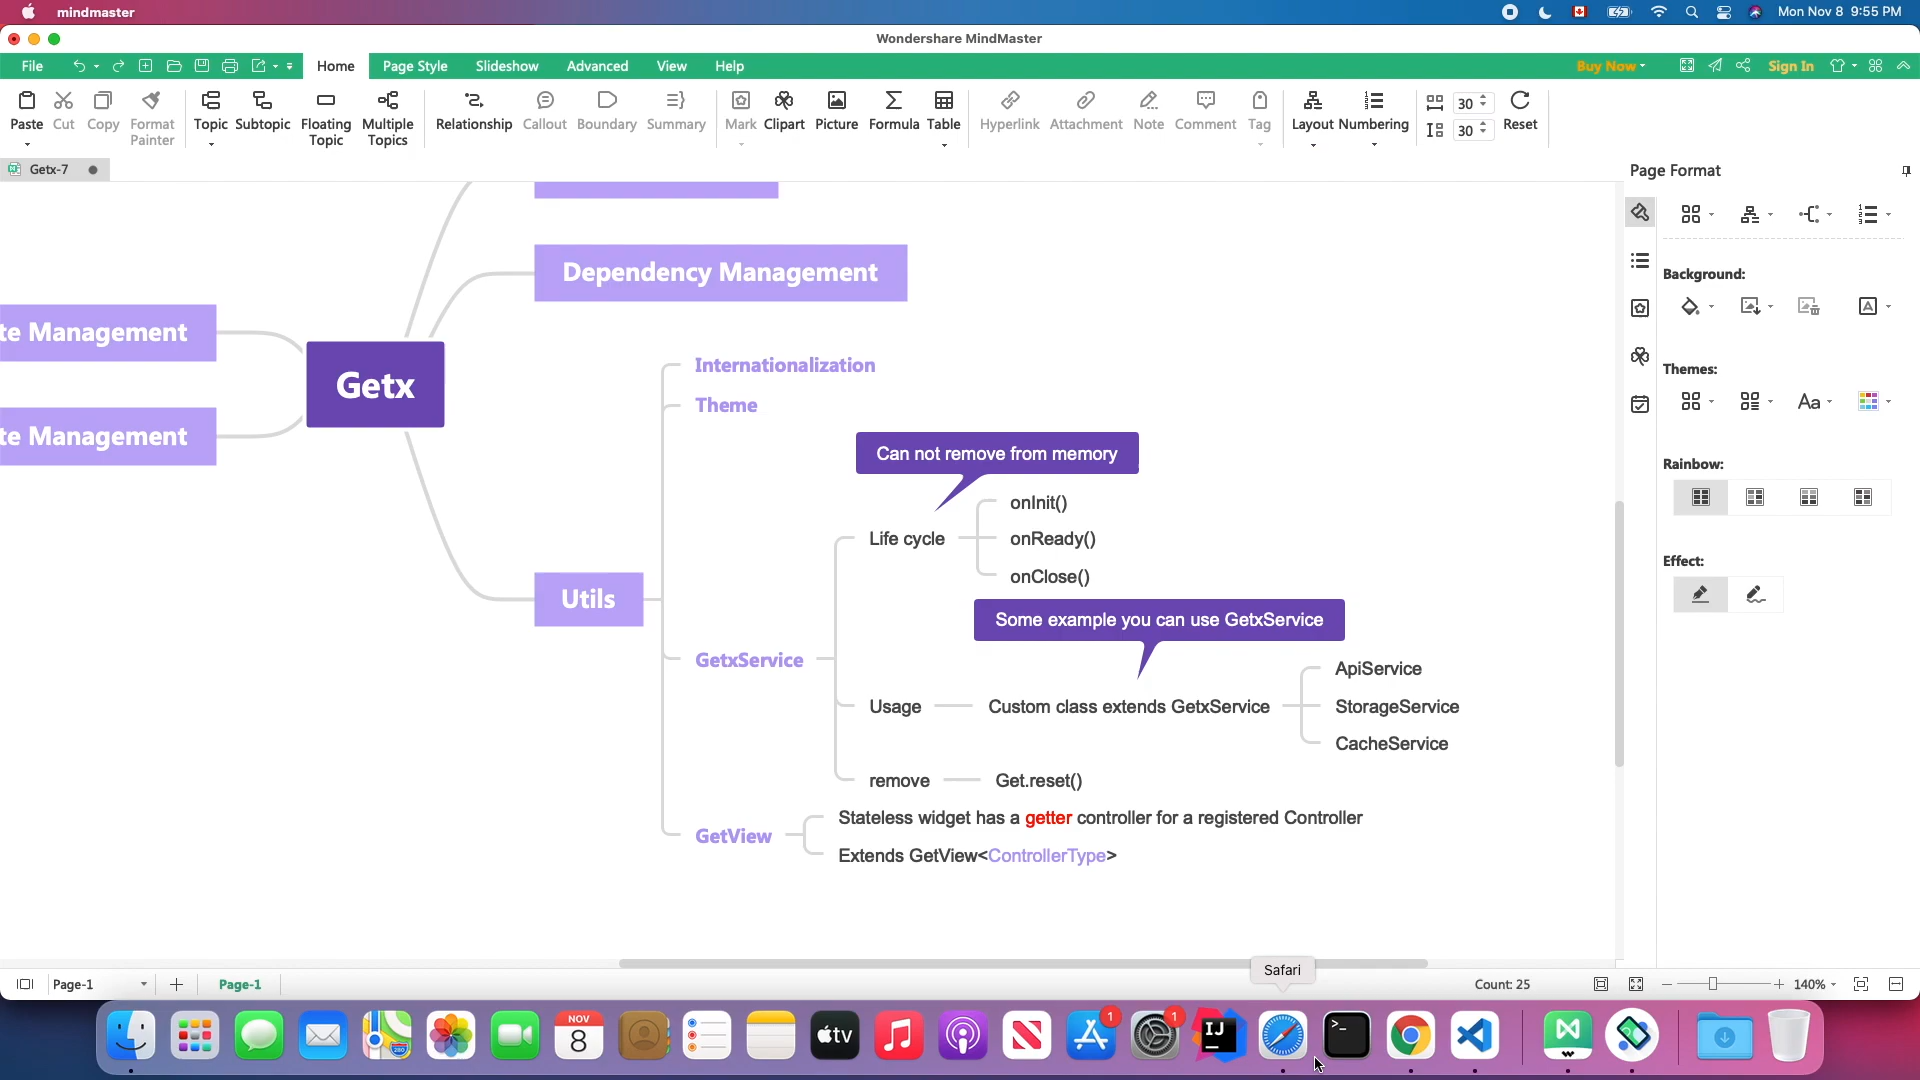 mindmaster
Mon Nov 8 9:55 PM
Wondershare MindMaster
File
Home
Page Style
Slideshow
Advanced
View
Help
Buy Now
Sign In
Paste
Cut
Copy
Format
Painter
Topic
Subtopic
Floating
Topic
Multiple
Topics
Relationship
Callout
Boundary
Summary
Mark
Clipart
Picture
Formula
Table
Hyperlink
Attachment
Note
Comment
Tag
Layout
Numbering
30
30
Reset
Getx-7
Page Format
Background:
Themes:
Aa
Rainbow:
Effect:
Dependency Management
te Management
Getx
te Management
Internationalization
Theme
Can not remove from memory
onInit()
Life cycle
onReady()
onClose()
Utils
Some example you can use GetxService
GetxService
ApiService
Usage
Custom class extends GetxService
StorageService
CacheService
remove
Get.reset()
Stateless widget has a getter controller for a registered Controller
GetView
Extends GetView<ControllerType>
Safari
Page-1
Page-1
Count: 25
140%
NOV
8
tv
1
1
IJ
280